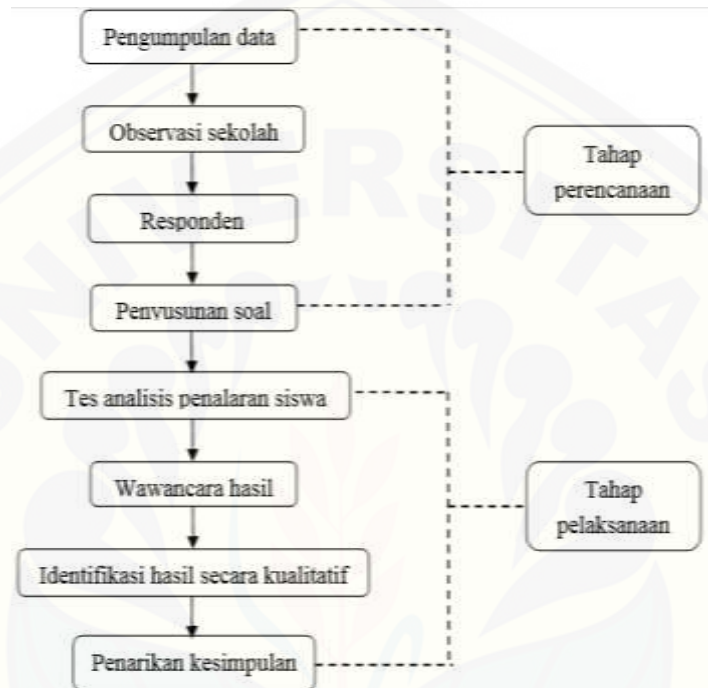 Pengumpulan data
Observasi sekolah
Responden
Penyusunan soal
Tahap
perencanaan
Tes analisis penalaran siswa
Wawancara hasil
Identifikasi hasil secara kualitatif
Penarikan kesimpulan
Tahap
pelaksanaan
UNIVERSITAS